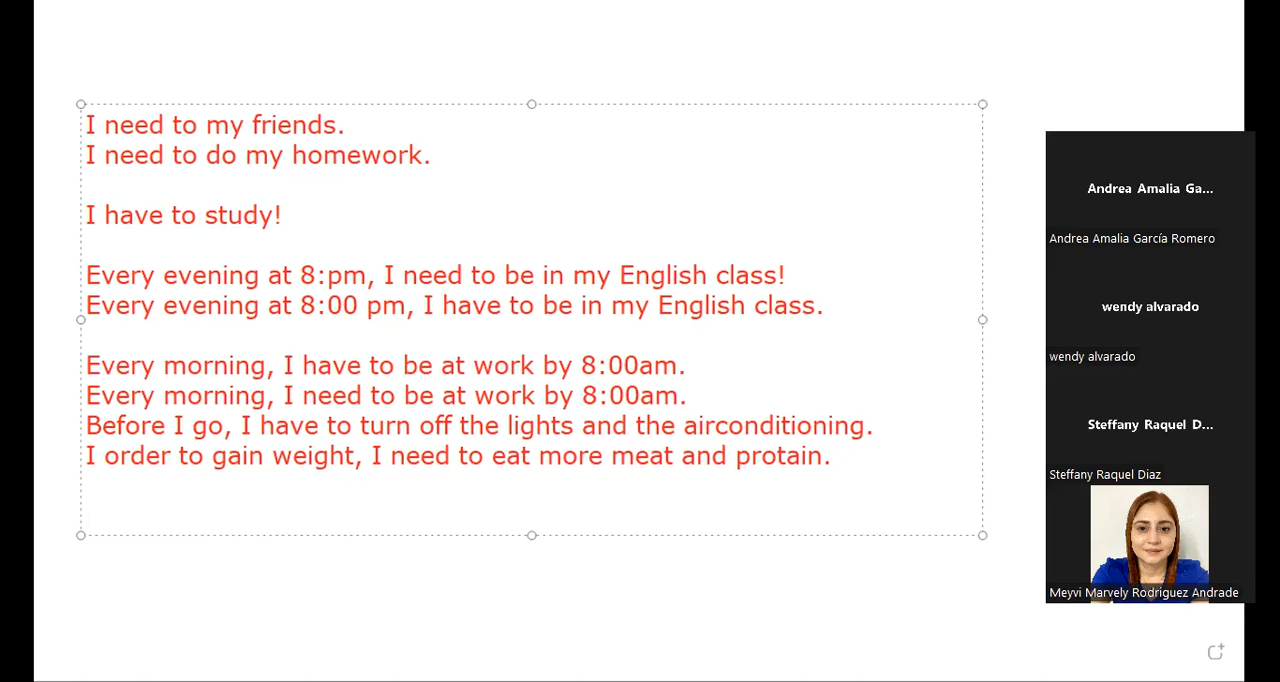 I need to my friends.
I need to do my homework.
I have to study!
Every evening at 8:pm, I need to be in my English class!
Every evening at 8:00 pm, I have to be in my English class.
Every morning, I have to be at work by 8:00am.
Every morning, I need to be at work by 8:00am.
Before I go, I have to turn off the lights and the airconditioning.
I order to gain weight, I need to eat more meat and protain.
Andrea Amalia Ga...
Andrea Amalia García Romero
wendy alvarado
wendy alvarado
Steffany Raquel D...
Steffany Raquel Diaz
Meyvi Marvely Rodriguez Andrade